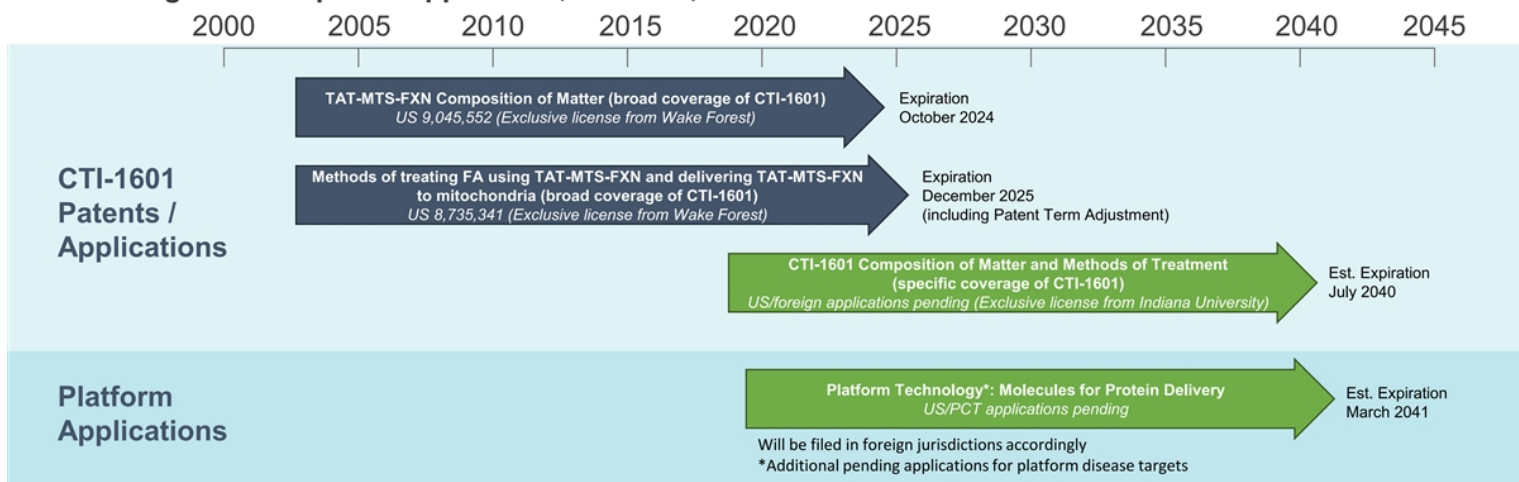 2000 2005 2010 2015 2020 2025 2030 2035 2040 2045
CTI-1601
Patents /
Applications
TAT-MTS-FXN Composition of Matter (broad coverage of CTI-1601)
US 9,045,552 (Exclusive license from Wake Forest)
Expiration
October 2024
Methods of treating FA using TAT-MTS-FXN and delivering TAT-MTS-FXN
to mitochondria (broad coverage of CTI-1601)
US 8,735,341 (Exclusive license from Wake Forest)
Expiration
December 2025
(including Patent Term Adjustment)
CTI-1601 Composition of Matter and Methods of Treatment
(specific coverage of CTI-1601)
US/foreign applications pending (Exclusive license from Indiana University)
Est. Expiration
July 2040
Platform
Applications
Platform Technology*: Molecules for Protein Delivery
US/PCT applications pending
Est. Expiration
March 2041
Will be filed in foreign jurisdictions accordingly
*Additional pending applications for platform disease targets